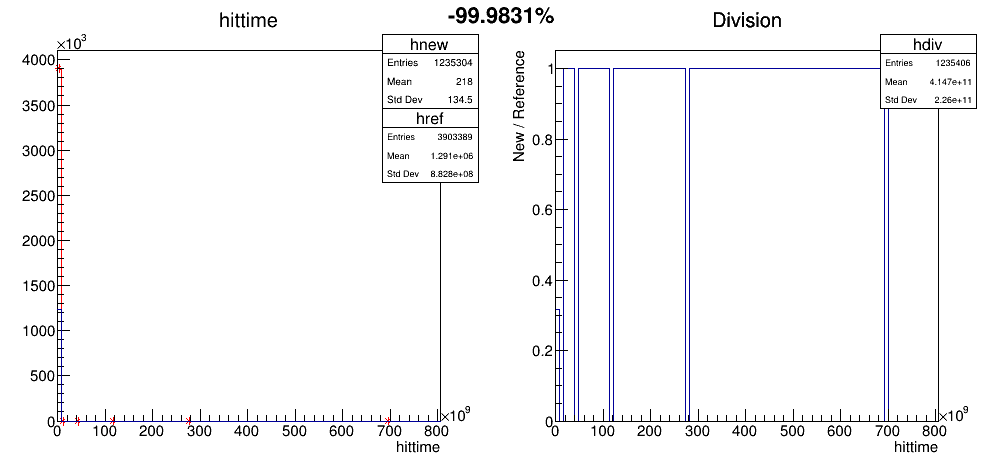 -99.9831%
hittime
×10³
4000
3500
3000
2500
2000
1500
1000
500
0
0 100 200 300 400 500 600 700 800
×10⁹
hittime
hnew
Entries 1235304
Mean 218
Std Dev 134.5
href
Entries 3903389
Mean 1.291e+06
Std Dev 8.828e+08
Division
New / Reference
1
0.8
0.6
0.4
0.2
0
0 100 200 300 400 500 600 700 800
×10⁹
hittime
hdiv
Entries 1235406
Mean 4.147e+11
Std Dev 2.26e+11